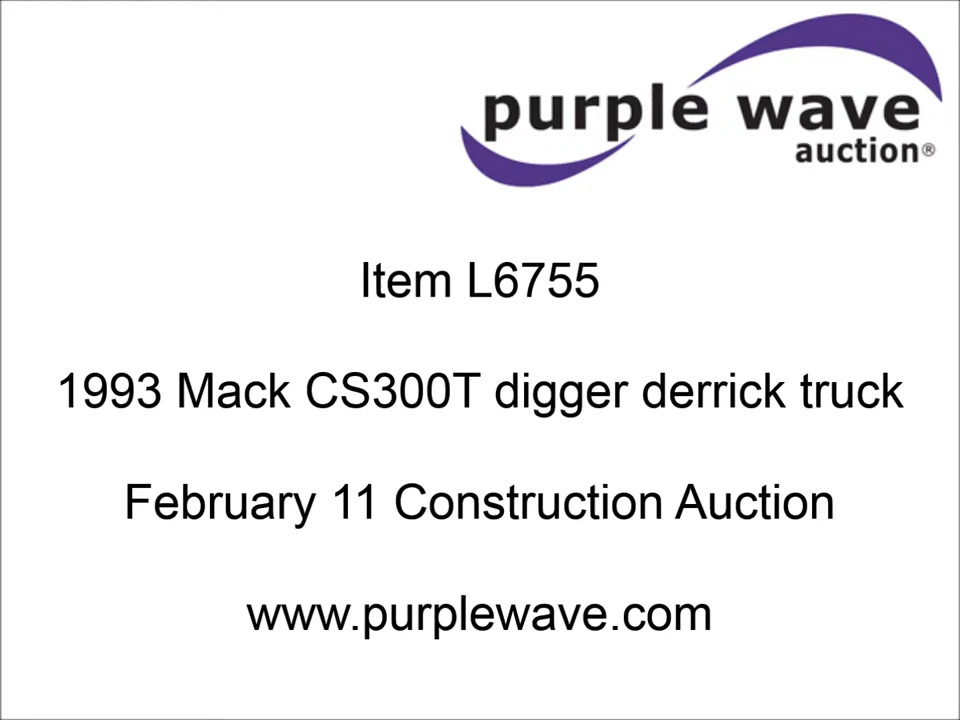 purple wave
auction®
Item L6755
1993 Mack CS300T digger derrick truck
February 11 Construction Auction
www.purplewave.com